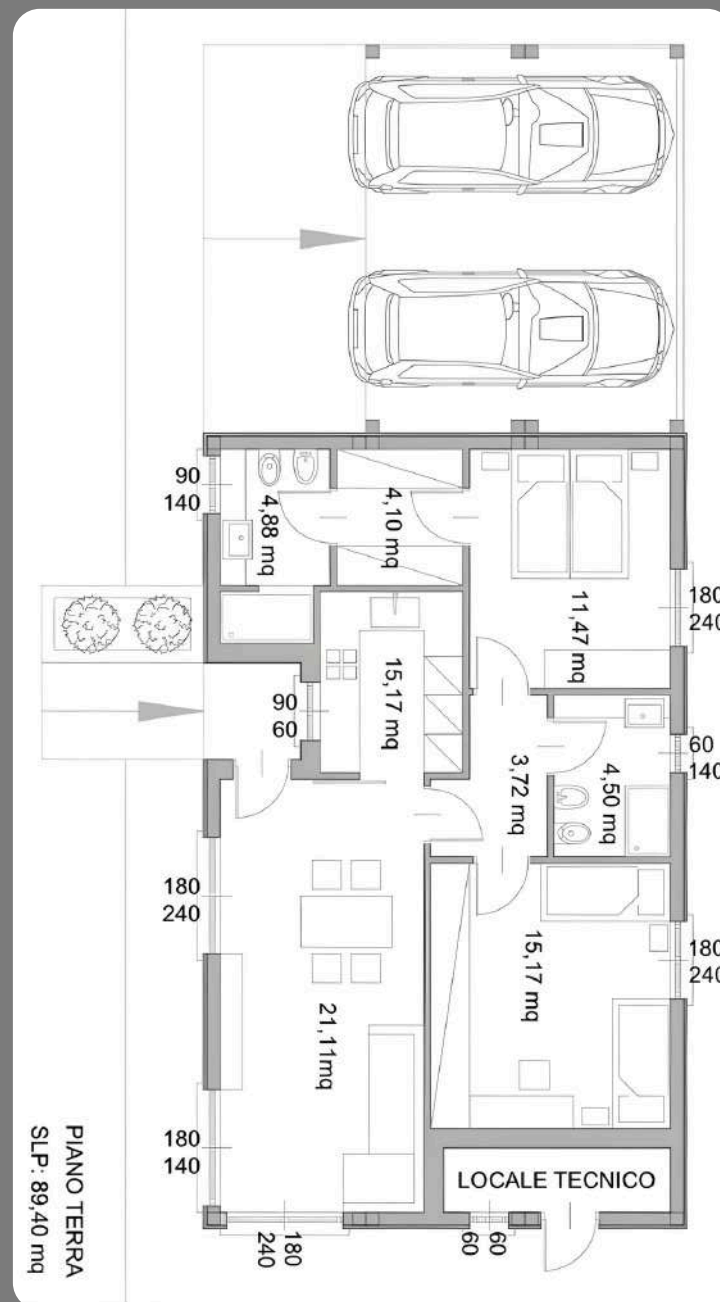 90
140
4,88 mq
4,10 mq
11,47 mq
180
240
90
60
15,17 mq
3,72 mq
4,50 mq
60
140
180
240
15,17 mq
180
240
21,11mq
180
140
LOCALE TECNICO
180
240
60
60
PIANO TERRA
SLP: 89,40 mq